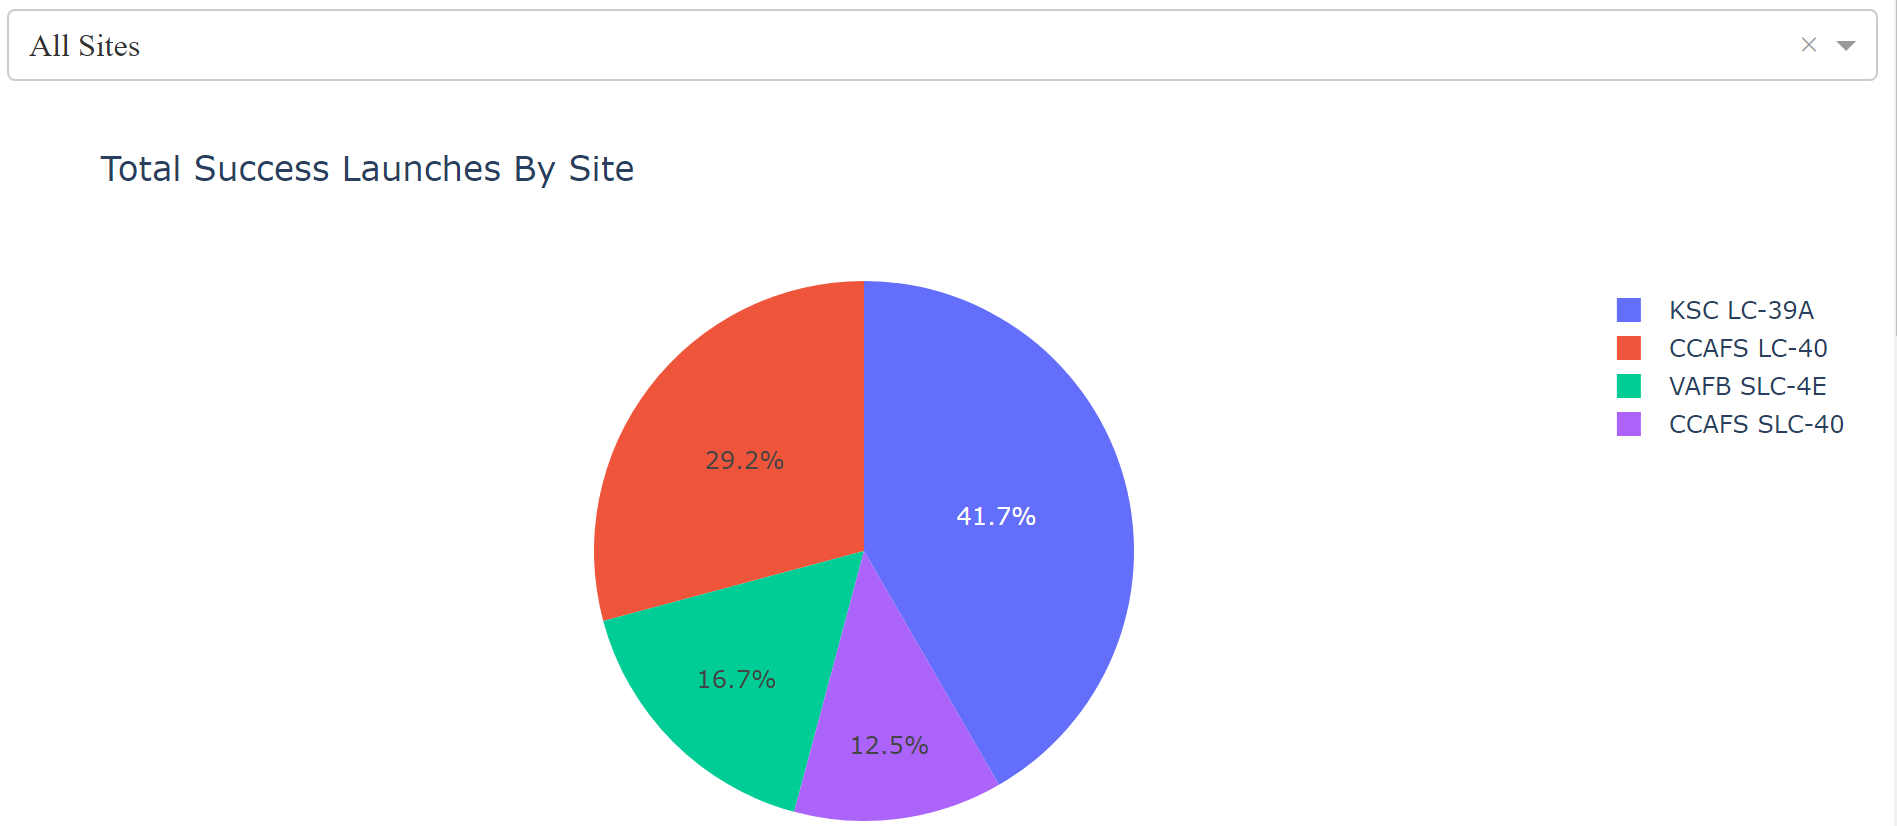 All Sites
Total Success Launches By Site
KSC LC-39A
CCAFS LC-40
VAFB SLC-4E
CCAFS SLC-40
29.2%
41.7%
16.7%
12.5%